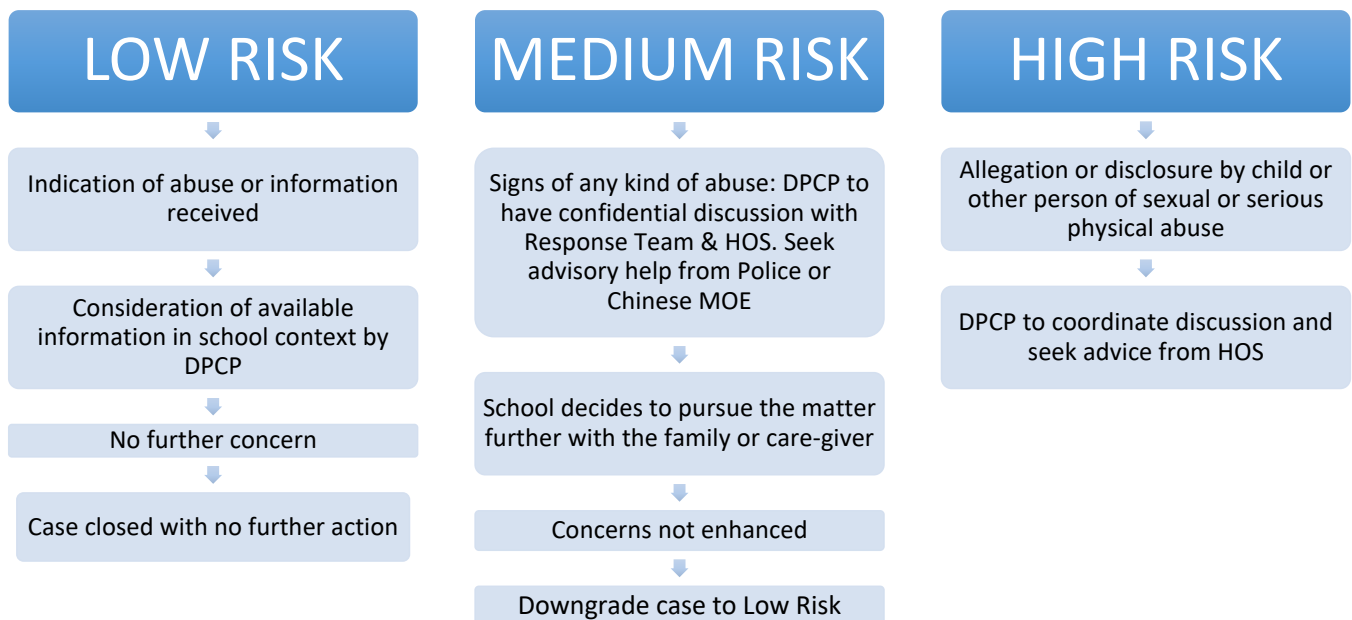 LOW RISK
Indication of abuse or information
received
Consideration of available
information in school context by
DPCP
No further concern
Case closed with no further action
MEDIUM RISK
Signs of any kind of abuse: DPCP to
have confidential discussion with
Response Team & HOS. Seek
advisory help from Police or
Chinese MOE
School decides to pursue the matter
further with the family or care-giver
Concerns not enhanced
Downgrade case to Low Risk
HIGH RISK
Allegation or disclosure by child or
other person of sexual or serious
physical abuse
DPCP to coordinate discussion and
seek advice from HOS